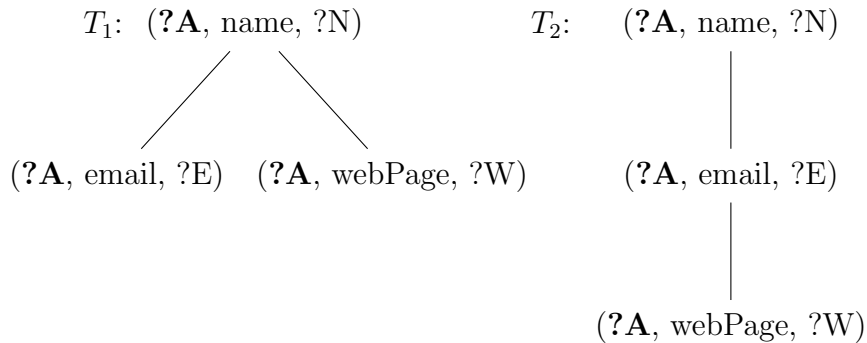 T₁: (?A, name, ?N) T₂: (?A, name, ?N)
(?A, email, ?E) (?A, webPage, ?W) (?A, email, ?E)
(?A, webPage, ?W)